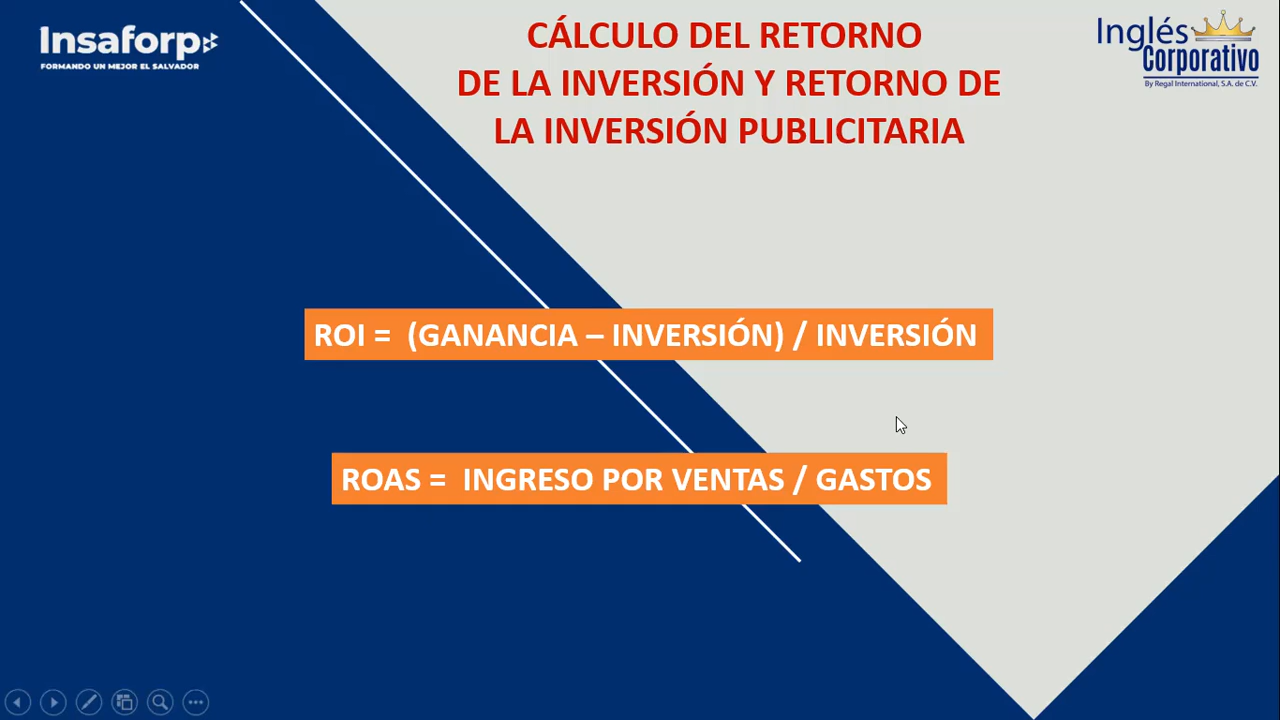 Insaforp
FORMANDO UN MEJOR EL SALVADOR
CÁLCULO DEL RETORNO
DE LA INVERSIÓN Y RETORNO DE
LA INVERSIÓN PUBLICITARIA
Inglés
Corporativo
By Regal International, S.A. de C.V.
ROI = (GANANCIA – INVERSIÓN) / INVERSIÓN
ROAS = INGRESO POR VENTAS / GASTOS